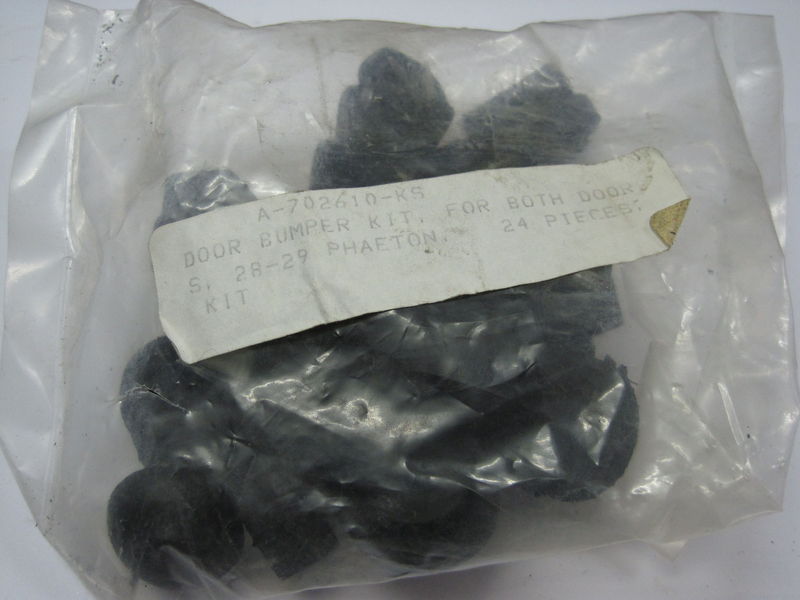 A-702610-KS
DOOR BUMPER KIT. FOR BOTH DOOR
S. 28-29 PHAETON. 24 PIECES.
KIT